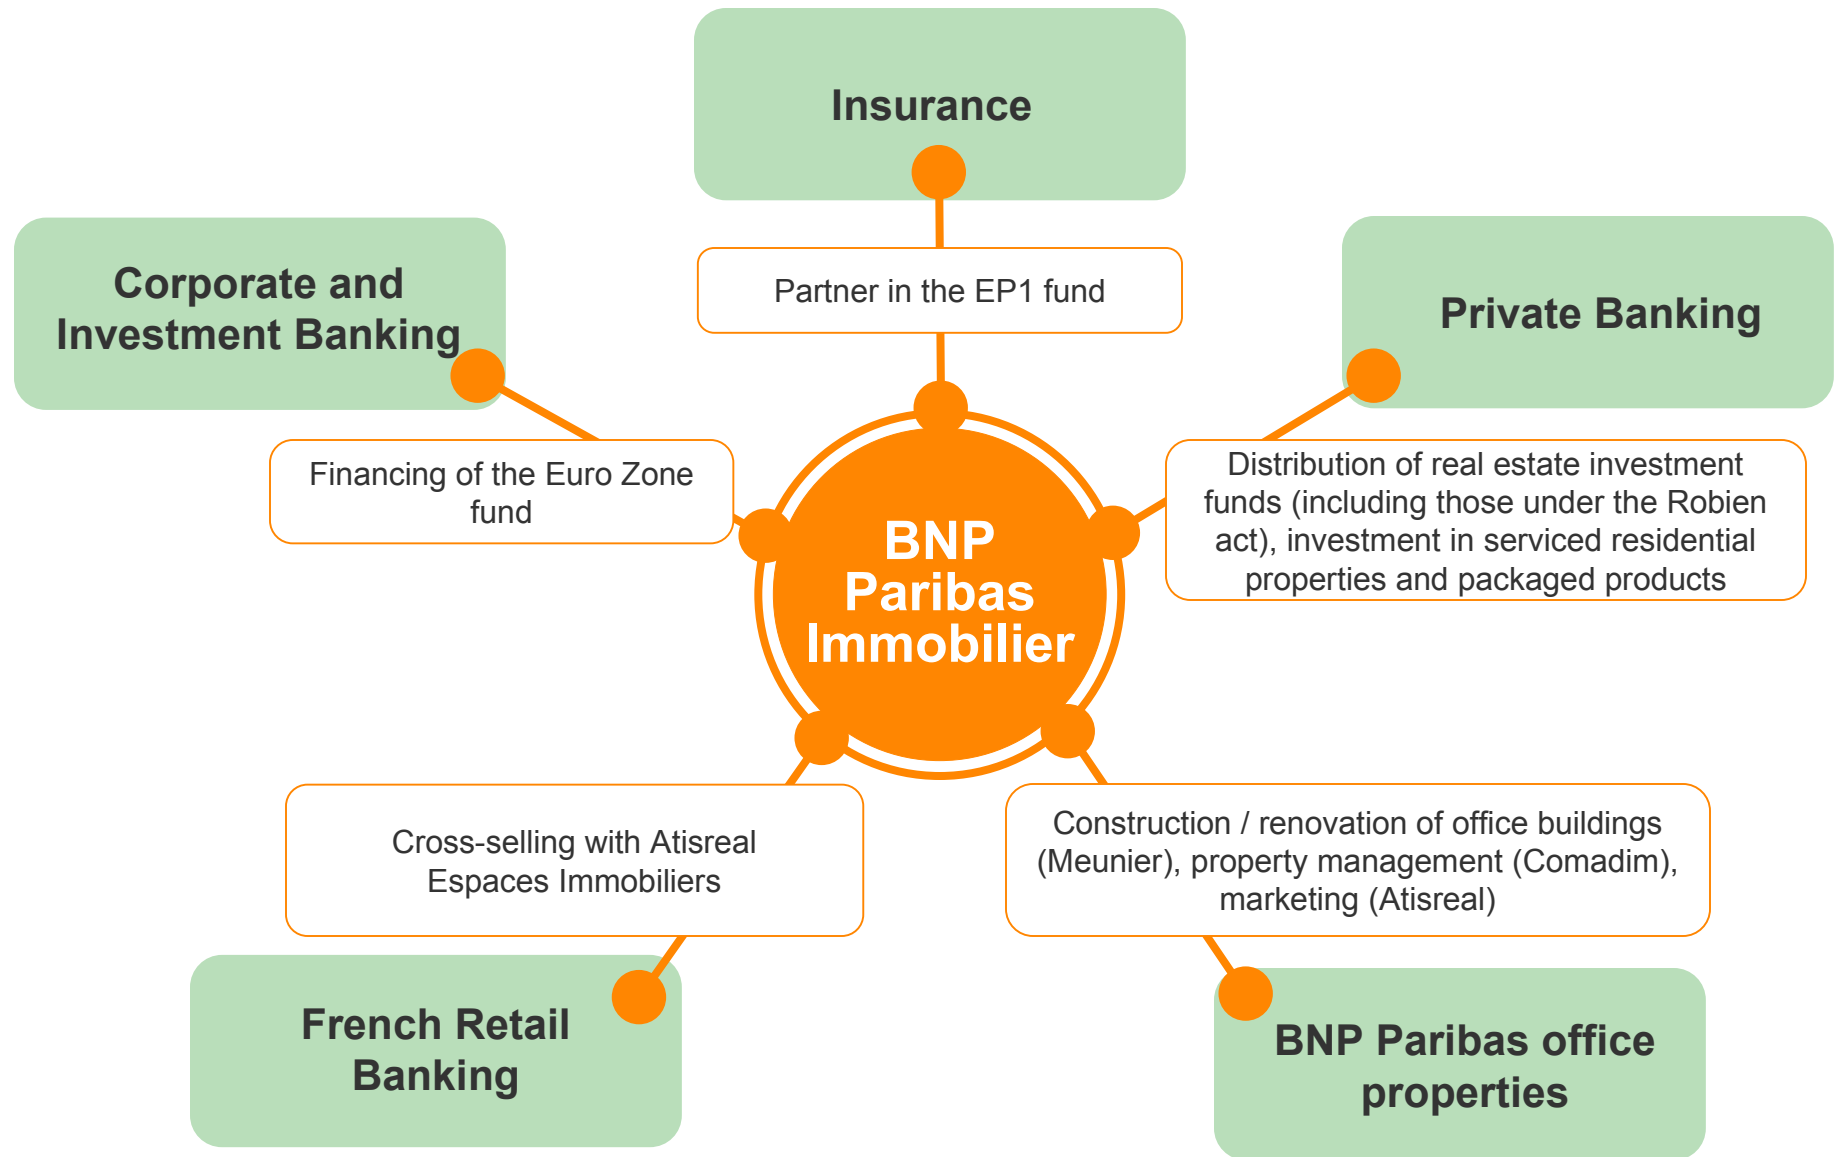 Insurance
Partner in the EP1 fund
Corporate and
Investment Banking
Financing of the Euro Zone
fund
Private Banking
Distribution of real estate investment
funds (including those under the Robien
act), investment in serviced residential
properties and packaged products
BNP
Paribas
Immobilier
Cross-selling with Atisreal
Espaces Immobiliers
French Retail
Banking
Construction / renovation of office buildings
(Meunier), property management (Comadim),
marketing (Atisreal)
BNP Paribas office
properties